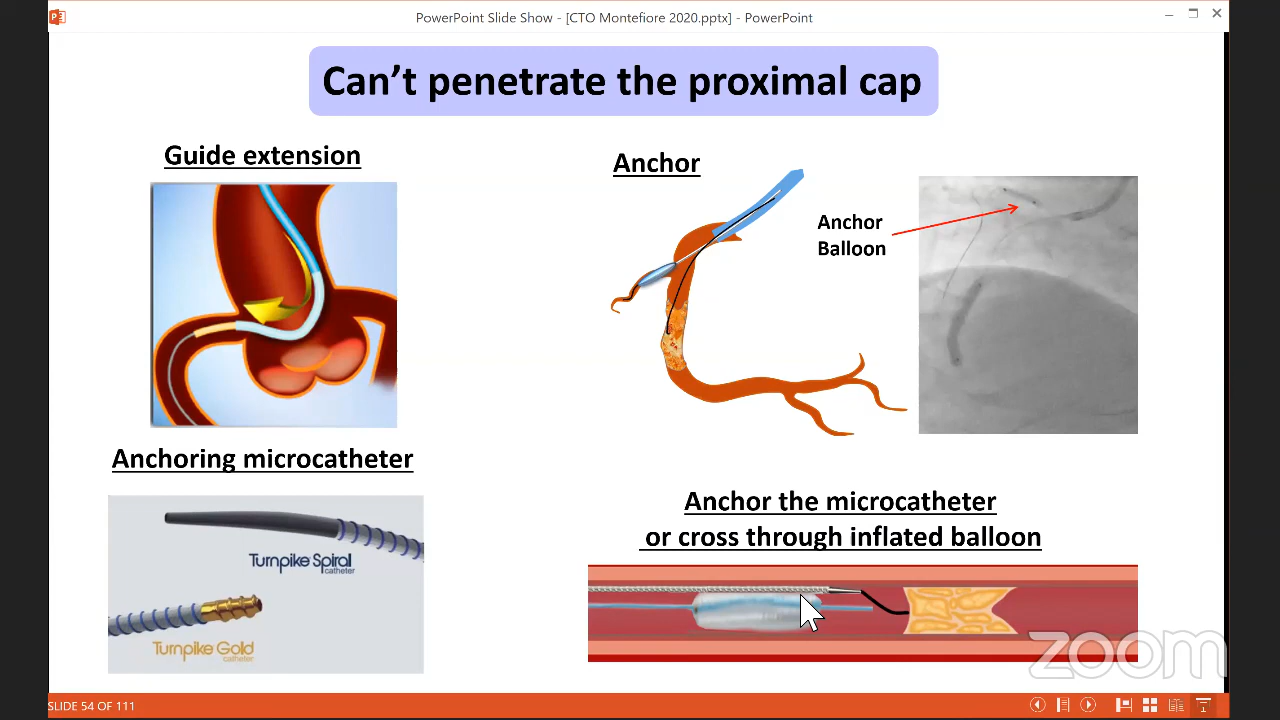 PowerPoint Slide Show - [CTO Montefiore 2020.pptx] - PowerPoint
Can’t penetrate the proximal cap
Guide extension
Anchor
Anchor
Balloon
Anchoring microcatheter
Turnpike Spiral
catheter
Turnpike Gold
catheter
Anchor the microcatheter
or cross through inflated balloon
zoom
SLIDE 54 OF 111